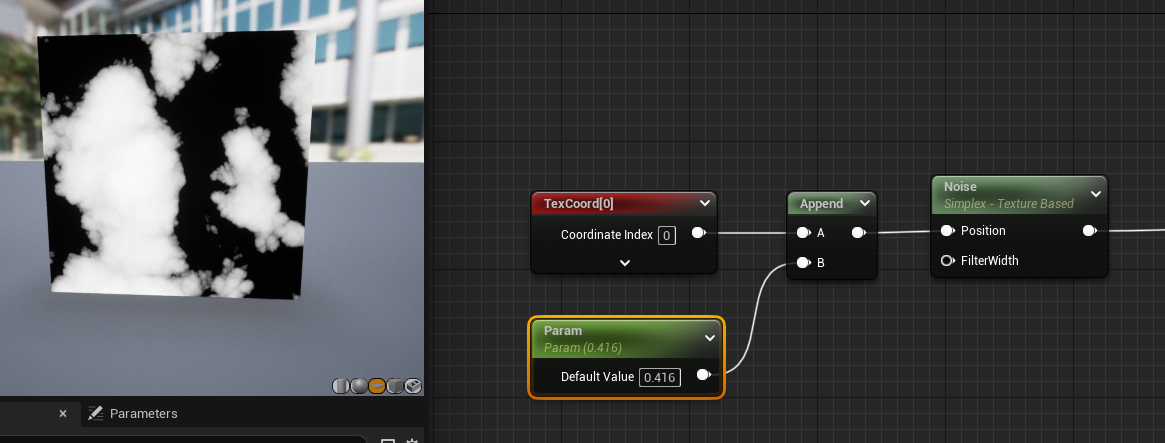 TexCoord[0]
Coordinate Index 0
Append
A
B
Noise
Simplex - Texture Based
Position
FilterWidth
Param
Param (0.416)
Default Value 0.416
× Parameters